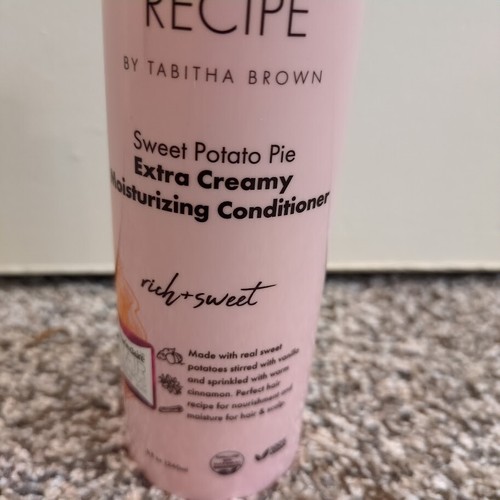 RECIPE
BY TABITHA BROWN
Sweet Potato Pie
Extra Creamy
Moisturizing Conditioner
rich+sweet
Made with real sweet
potatoes stirred with vanilla
and sprinkled with warm
cinnamon. Perfect hair
recipe for nourishment and
moisture for hair & scalp.